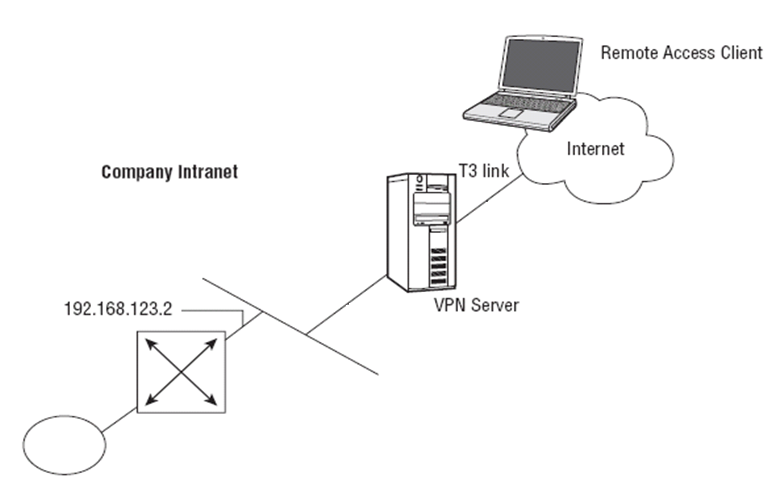 Remote Access Client
Internet
T3 link
Company Intranet
VPN Server
192.168.123.2